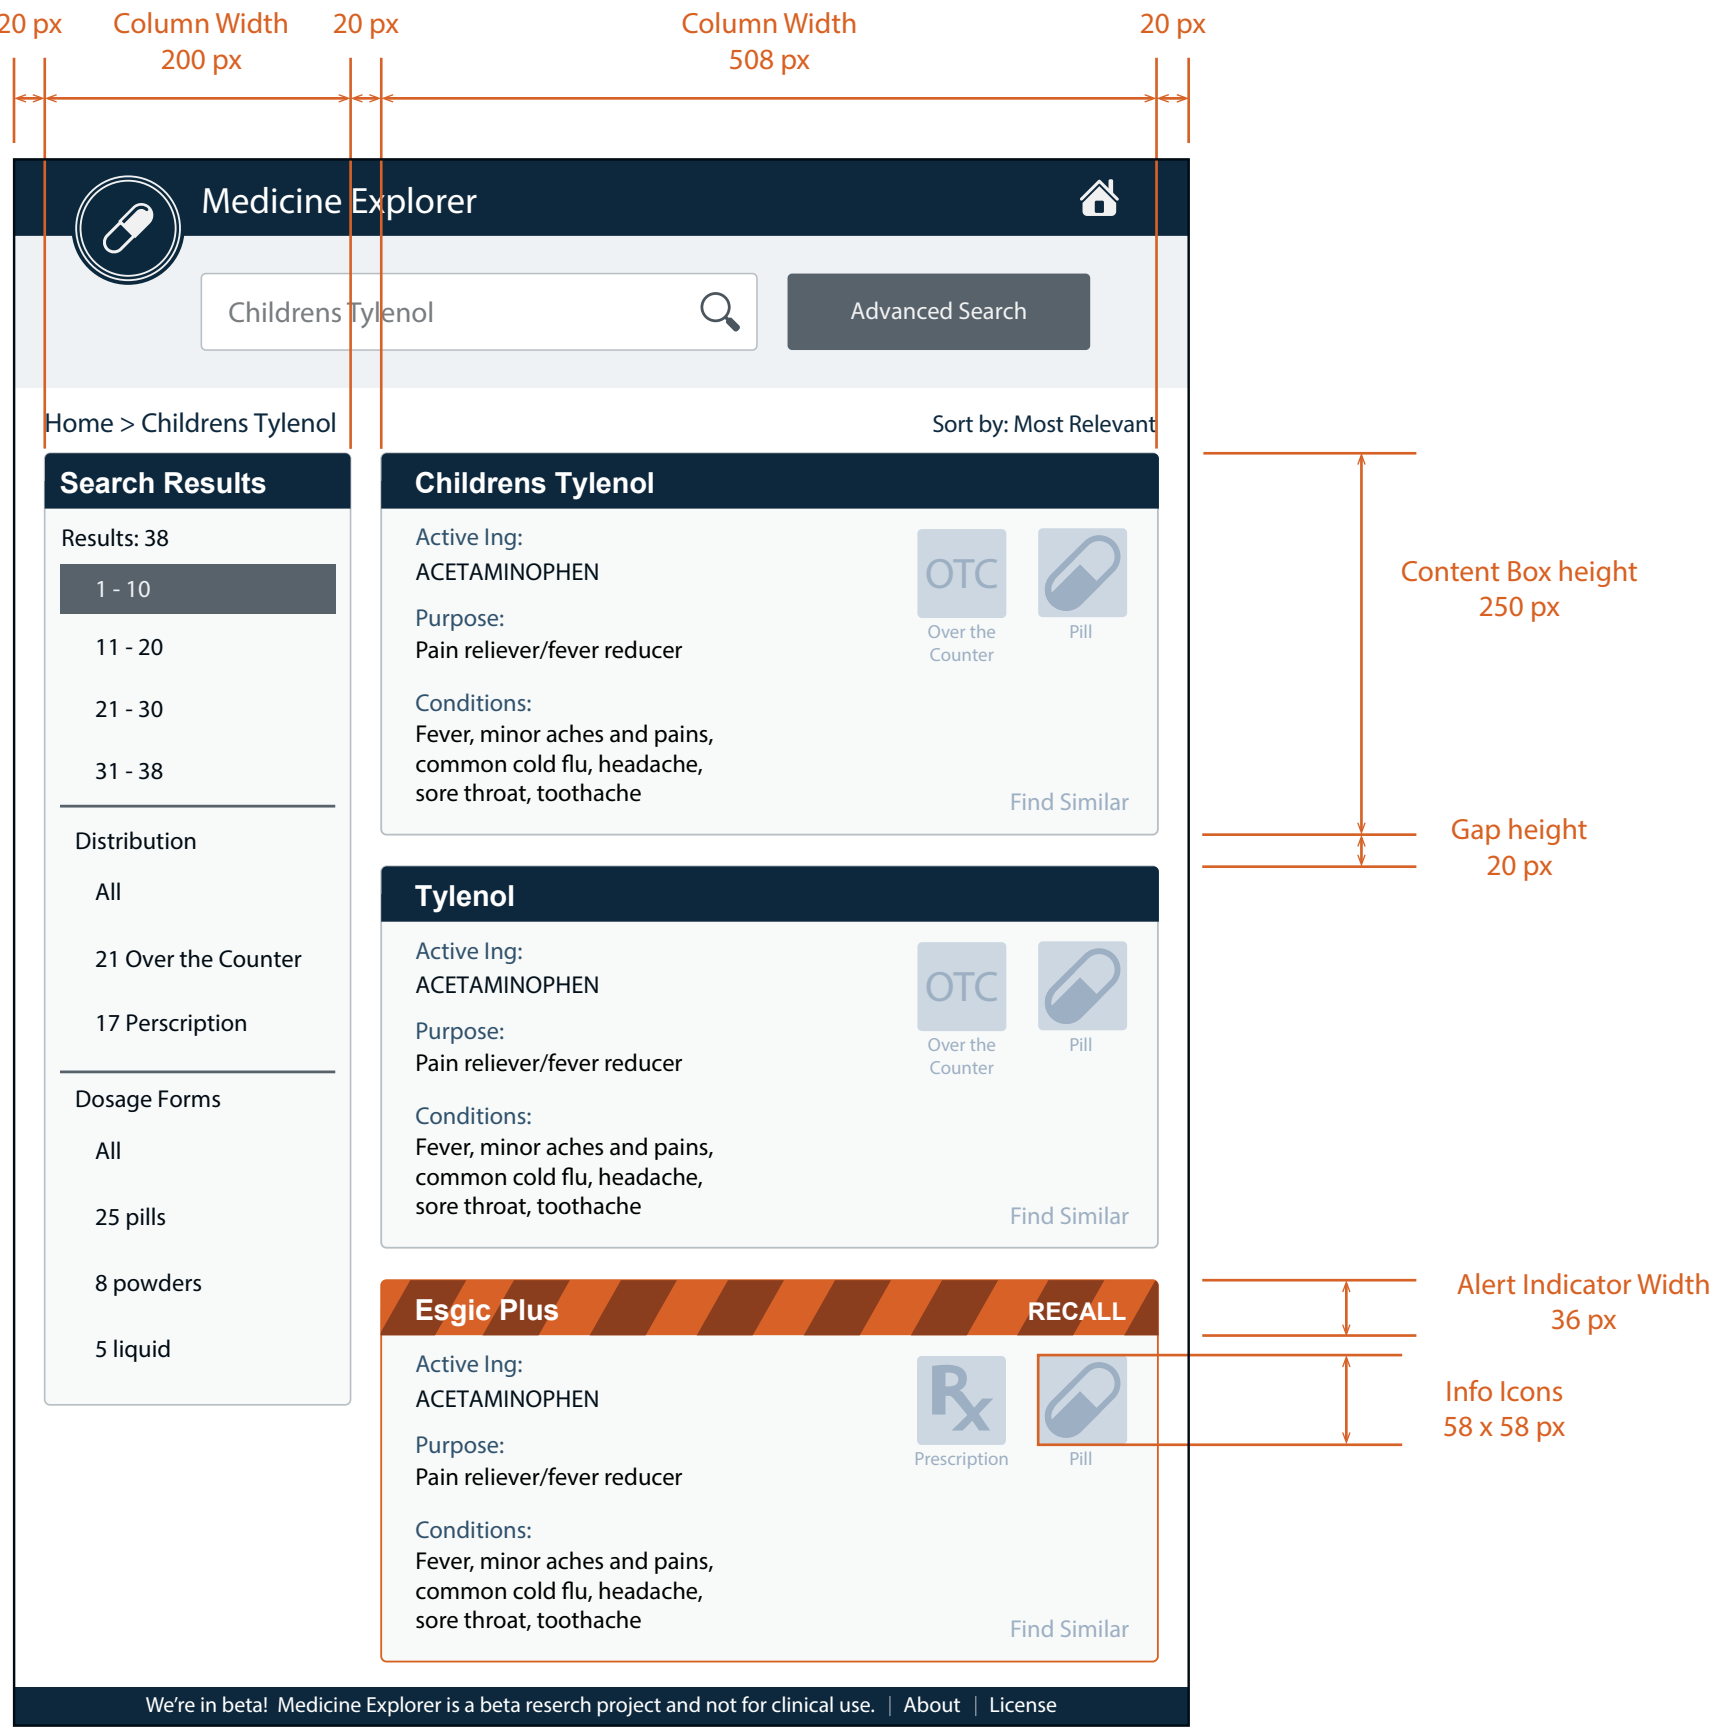 20 px
Column Width
200 px
20 px
Column Width
508 px
20 px
Medicine Explorer
Childrens Tylenol
Advanced Search
Home > Childrens Tylenol
Sort by: Most Relevant
Search Results
Results: 38
1 - 10
11 - 20
21 - 30
31 - 38
Distribution
All
21 Over the Counter
17 Perscription
Dosage Forms
All
25 pills
8 powders
5 liquid
Childrens Tylenol
Active Ing:
ACETAMINOPHEN
Purpose:
Pain reliever/fever reducer
Conditions:
Fever, minor aches and pains,
common cold flu, headache,
sore throat, toothache
OTC
Over the
Counter
Pill
Find Similar
Content Box height
250 px
Gap height
20 px
Tylenol
Active Ing:
ACETAMINOPHEN
Purpose:
Pain reliever/fever reducer
Conditions:
Fever, minor aches and pains,
common cold flu, headache,
sore throat, toothache
OTC
Over the
Counter
Pill
Find Similar
Esgic Plus
RECALL
Active Ing:
ACETAMINOPHEN
Purpose:
Pain reliever/fever reducer
Conditions:
Fever, minor aches and pains,
common cold flu, headache,
sore throat, toothache
Rx
Prescription
Pill
Find Similar
Alert Indicator Width
36 px
Info Icons
58 x 58 px
We’re in beta!  Medicine Explorer is a beta reserch project and not for clinical use. | About | License